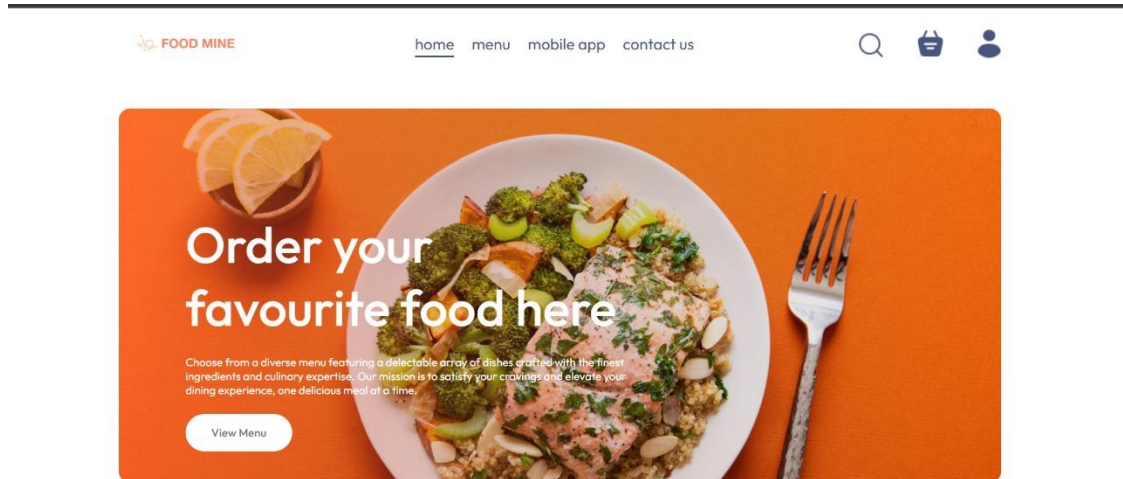 FOOD MINE
home menu mobile app contact us
Order your
favourite food here
Choose from a diverse menu featuring a delectable array of dishes crafted with the finest
ingredients and culinary expertise. Our mission is to satisfy your cravings and elevate your
dining experience, one delicious meal at a time.
View Menu